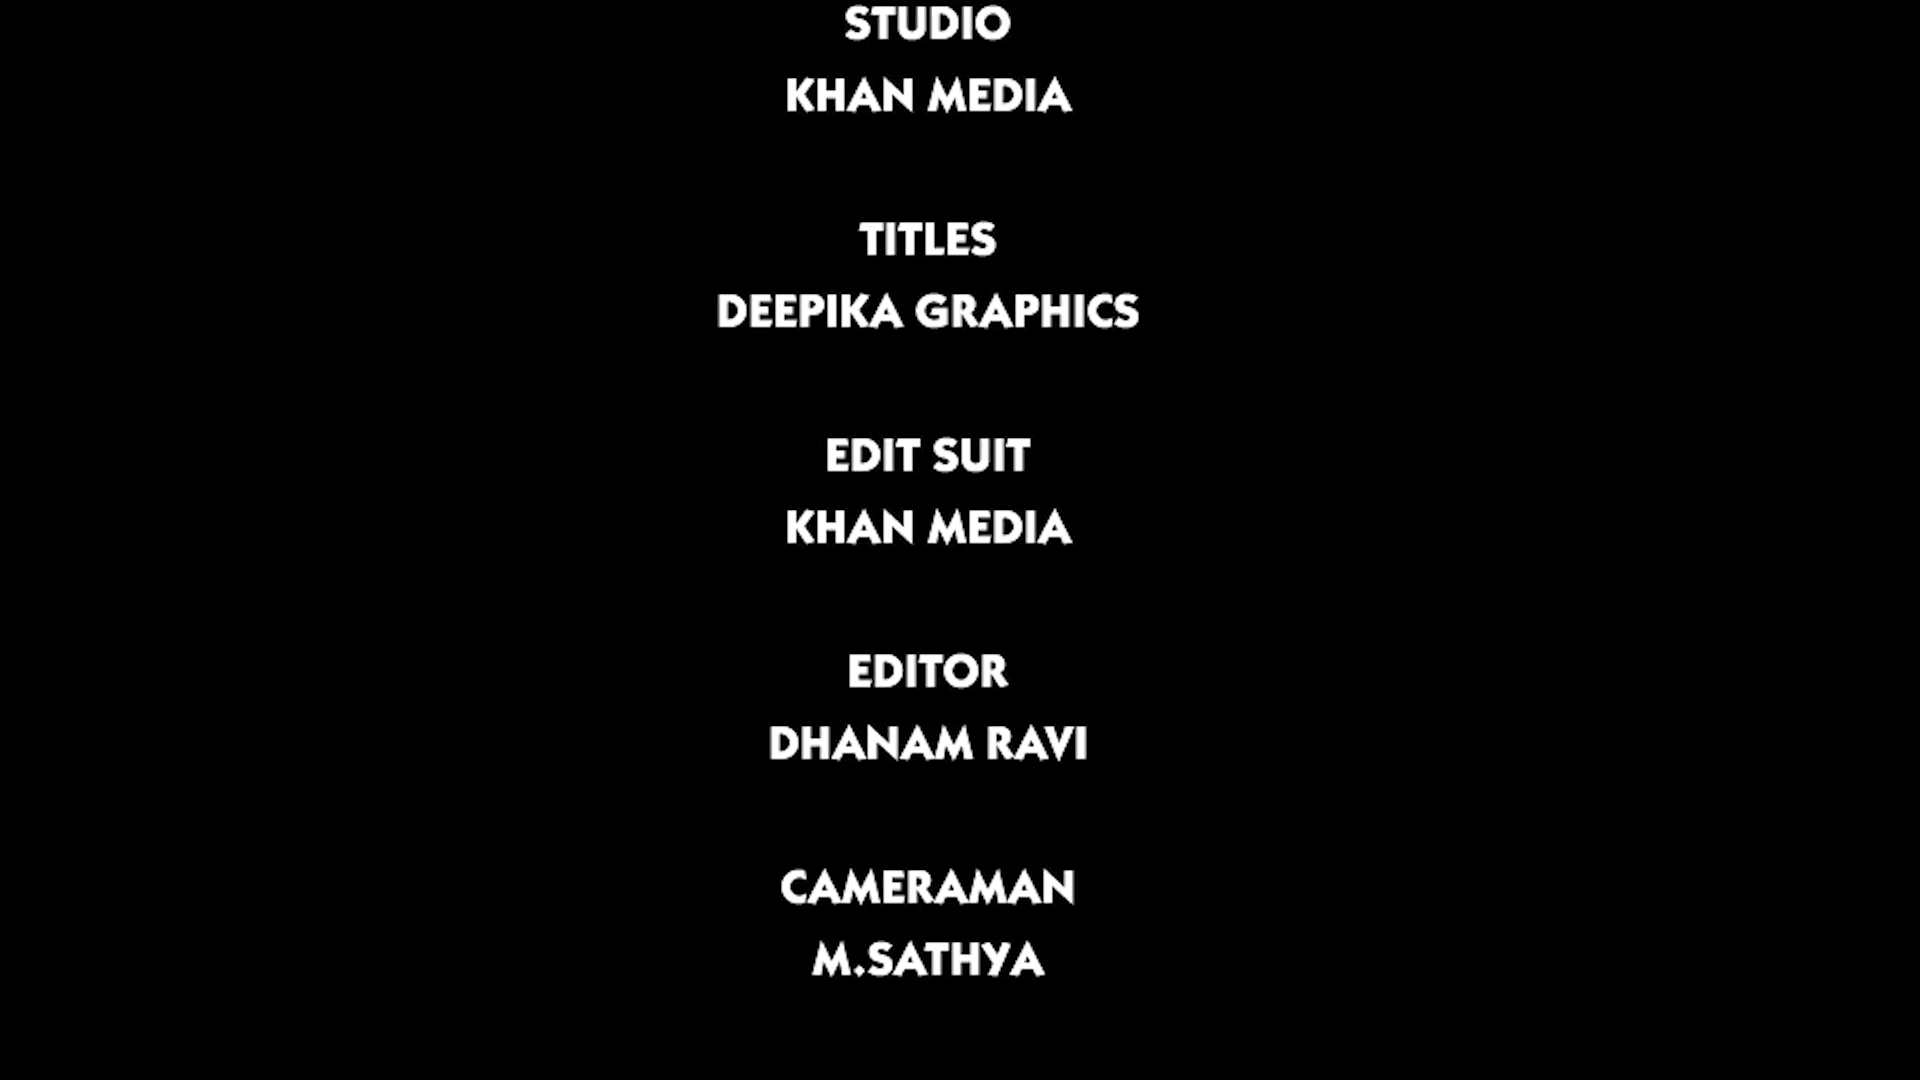 STUDIO
KHAN MEDIA
TITLES
DEEPIKA GRAPHICS
EDIT SUIT
KHAN MEDIA
EDITOR
DHANAM RAVI
CAMERAMAN
M.SATHYA